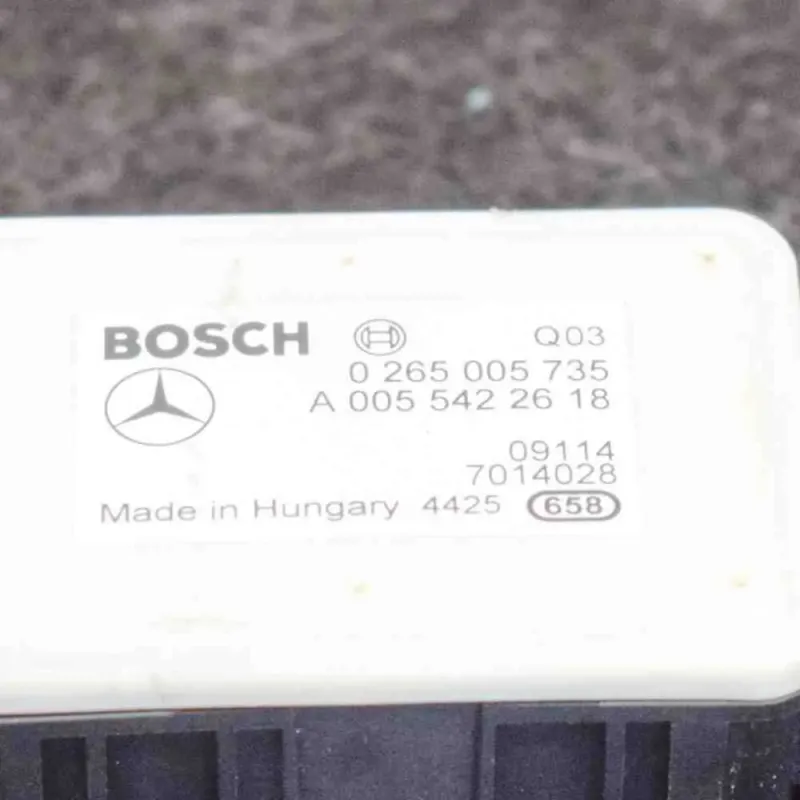 BOSCH
Q03
0 265 005 735
A 005 542 26 18
09114
7014028
Made in Hungary 4425 658